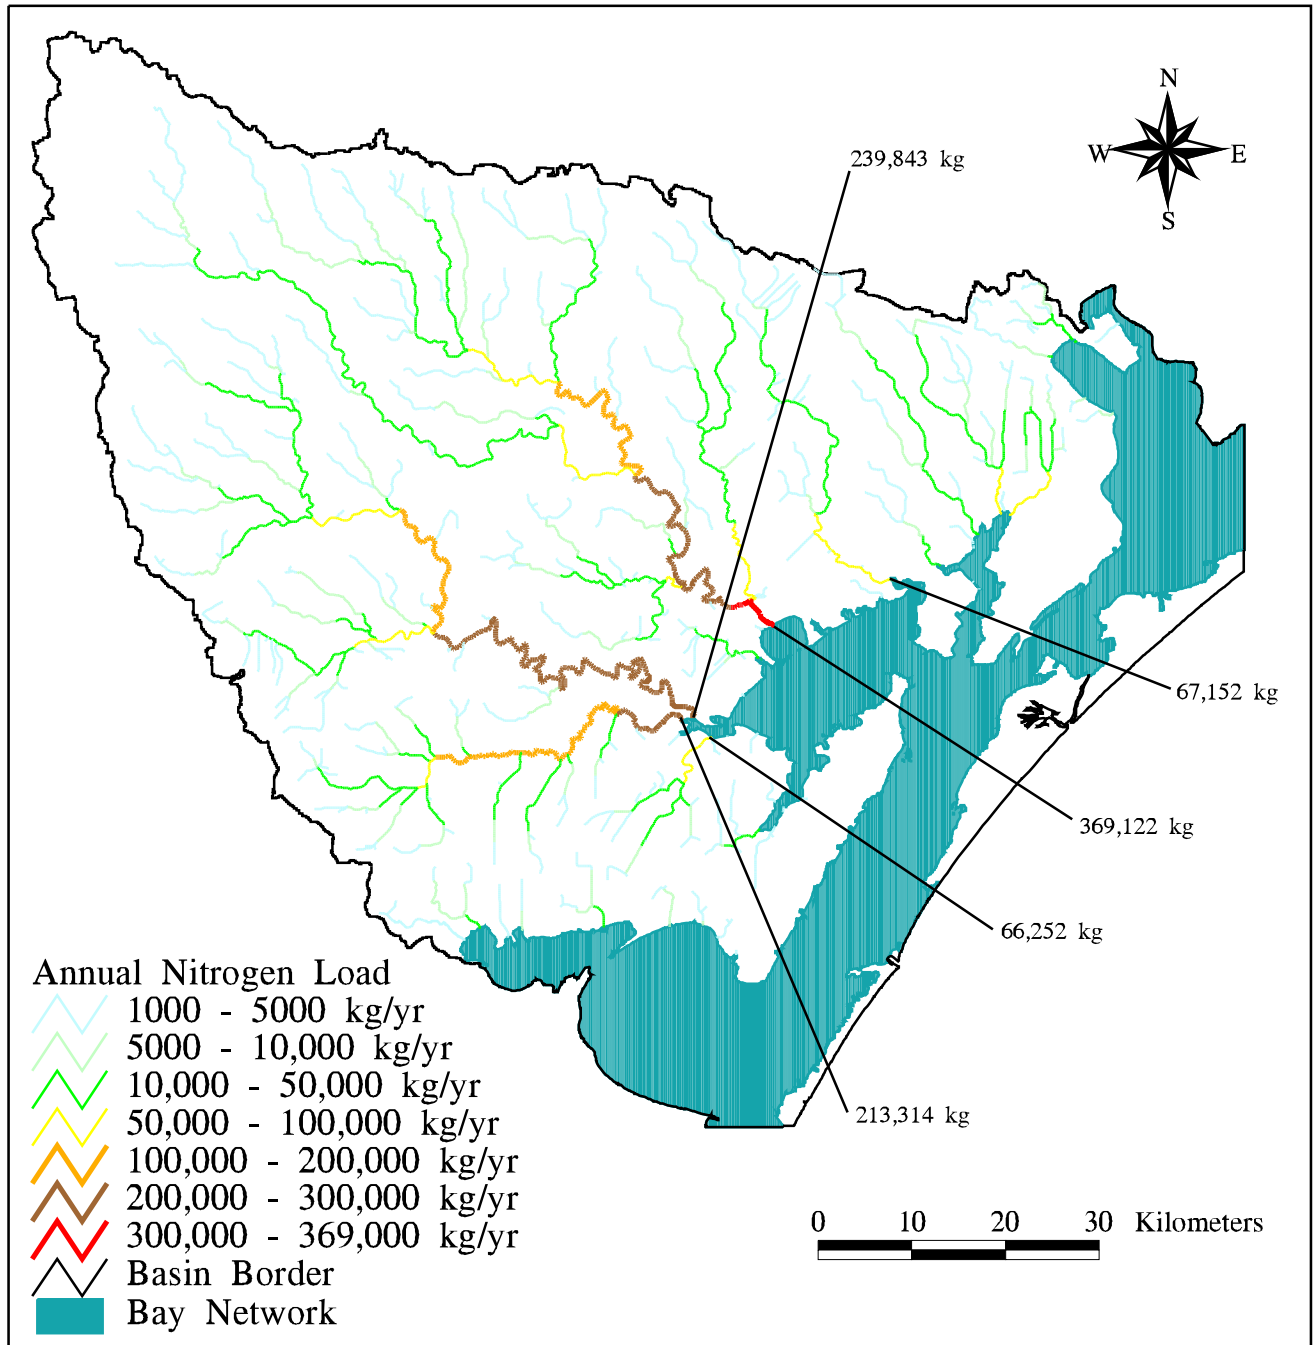 N
W E
S
239,843 kg
67,152 kg
369,122 kg
66,252 kg
213,314 kg
Annual Nitrogen Load
1000 - 5000 kg/yr
5000 - 10,000 kg/yr
10,000 - 50,000 kg/yr
50,000 - 100,000 kg/yr
100,000 - 200,000 kg/yr
200,000 - 300,000 kg/yr
300,000 - 369,000 kg/yr
Basin Border
Bay Network
0 10 20 30 Kilometers